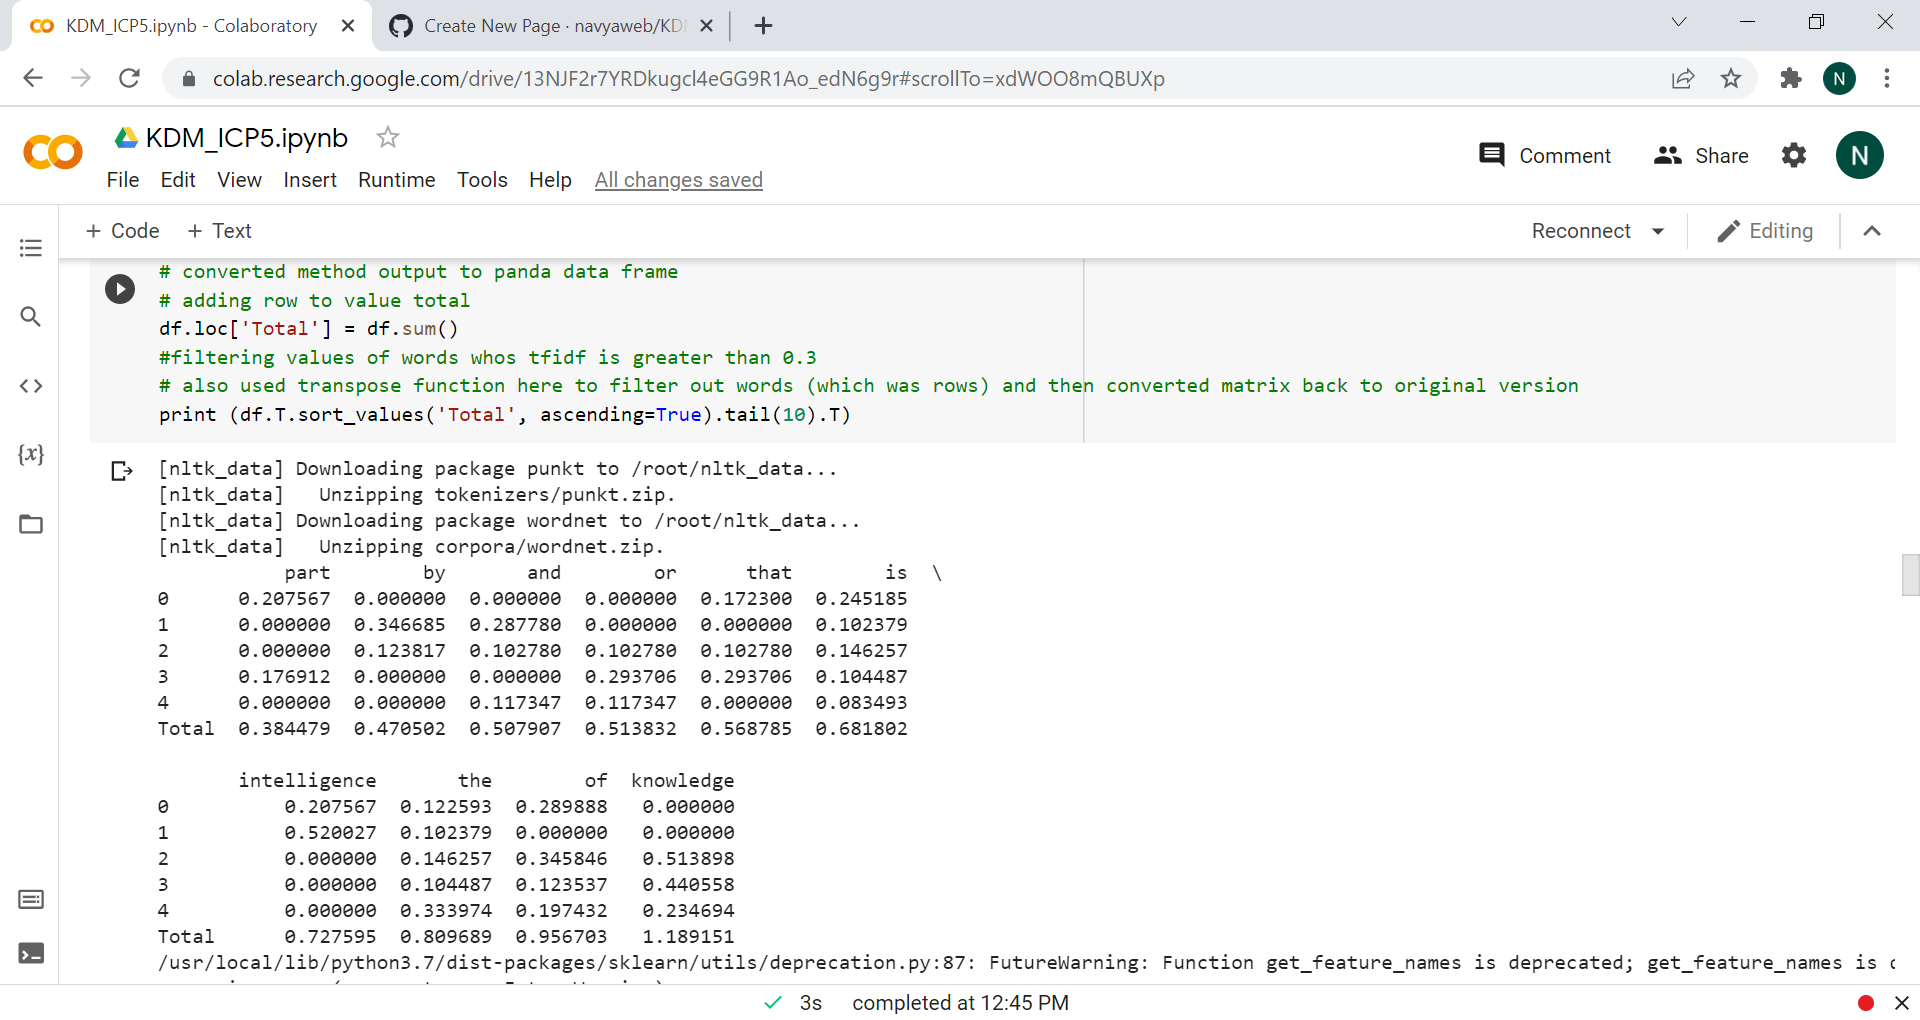 KDM_ICP5.ipynb - Colaboratory
Create New Page · navyaweb/KD
colab.research.google.com/drive/13NJF2r7YRDkugcl4eGG9R1Ao_edN6g9r#scrollTo=xdWOO8mQBUXp
N
KDM_ICP5.ipynb
Comment Share N
File Edit View Insert Runtime Tools Help All changes saved
+ Code + Text Reconnect Editing
# converted method output to panda data frame
# adding row to value total
df.loc['Total'] = df.sum()
#filtering values of words whos tfidf is greater than 0.3
# also used transpose function here to filter out words (which was rows) and then converted matrix back to original version
print (df.T.sort_values('Total', ascending=True).tail(10).T)
[nltk_data] Downloading package punkt to /root/nltk_data...
[nltk_data]   Unzipping tokenizers/punkt.zip.
[nltk_data] Downloading package wordnet to /root/nltk_data...
[nltk_data]   Unzipping corpora/wordnet.zip.
part by and or that is \
0 0.207567 0.000000 0.000000 0.000000 0.172300 0.245185
1 0.000000 0.346685 0.287780 0.000000 0.000000 0.102379
2 0.000000 0.123817 0.102780 0.102780 0.102780 0.146257
3 0.176912 0.000000 0.000000 0.293706 0.293706 0.104487
4 0.000000 0.000000 0.117347 0.117347 0.000000 0.083493
Total 0.384479 0.470502 0.507907 0.513832 0.568785 0.681802
intelligence the of knowledge
0 0.207567 0.122593 0.289888 0.000000
1 0.520027 0.102379 0.000000 0.000000
2 0.000000 0.146257 0.345846 0.513898
3 0.000000 0.104487 0.123537 0.440558
4 0.000000 0.333974 0.197432 0.234694
Total 0.727595 0.809689 0.956703 1.189151
/usr/local/lib/python3.7/dist-packages/sklearn/utils/deprecation.py:87: FutureWarning: Function get_feature_names is deprecated; get_feature_names is
3s completed at 12:45 PM